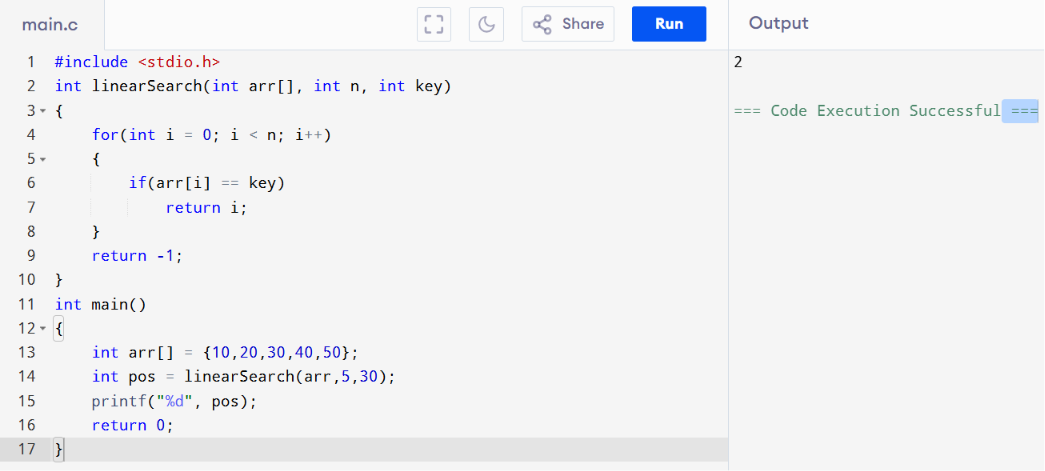 main.c
Share
Run
Output
1 #include <stdio.h>
2 int linearSearch(int arr[], int n, int key)
3 {
4     for(int i = 0; i < n; i++)
5     {
6         if(arr[i] == key)
7             return i;
8     }
9     return -1;
10 }
11 int main()
12 {
13     int arr[] = {10,20,30,40,50};
14     int pos = linearSearch(arr,5,30);
15     printf("%d", pos);
16     return 0;
17 }
2
=== Code Execution Successful ===